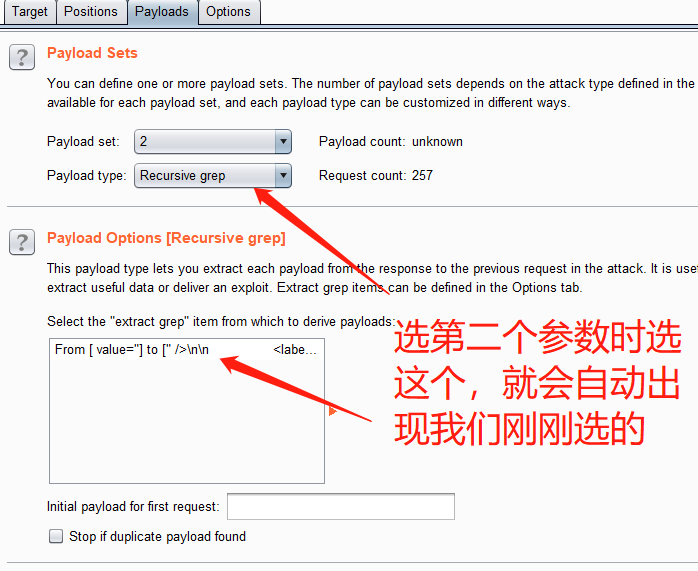 Target Positions Payloads Options
? Payload Sets
You can define one or more payload sets. The number of payload sets depends on the attack type defined in the
available for each payload set, and each payload type can be customized in different ways.
Payload set: 2 Payload count: unknown
Payload type: Recursive grep Request count: 257
? Payload Options [Recursive grep]
This payload type lets you extract each payload from the response to the previous request in the attack. It is use
extract useful data or deliver an exploit. Extract grep items can be defined in the Options tab.
Select the "extract grep" item from which to derive payloads:
From [ value="] to [" />\n\n <labe...
选第二个参数时选
这个，就会自动出
现我们刚刚选的
Initial payload for first request:
Stop if duplicate payload found